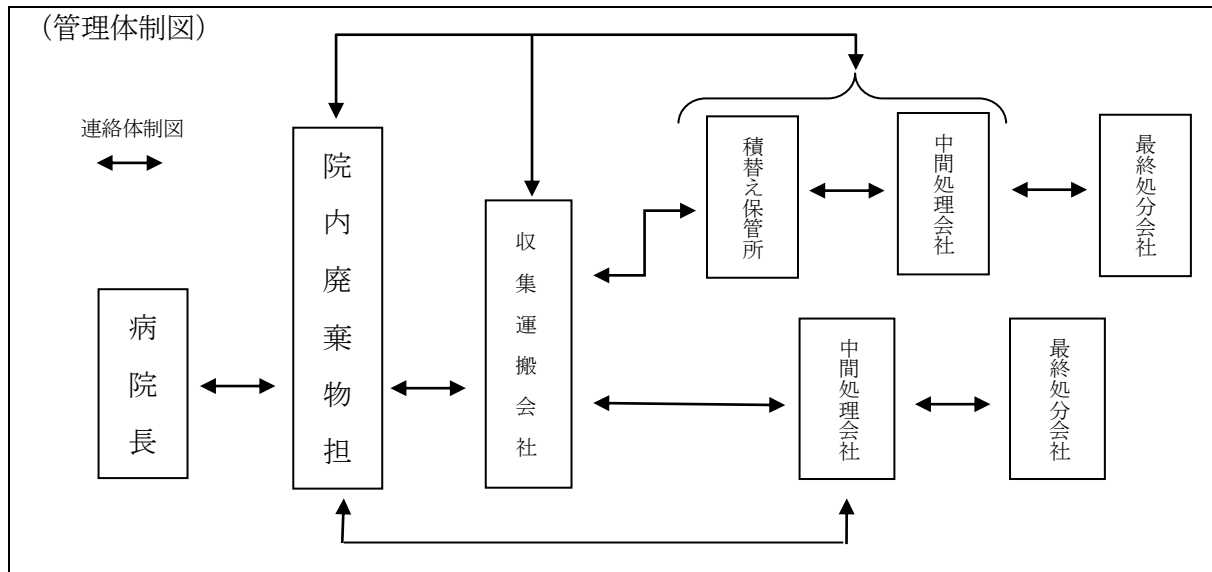 （管理体制図）
連絡体制図
病院長
院内廃棄物担
収集運搬会社
積替え保管所
中間処理会社
最終処分会社
中間処理会社
最終処分会社